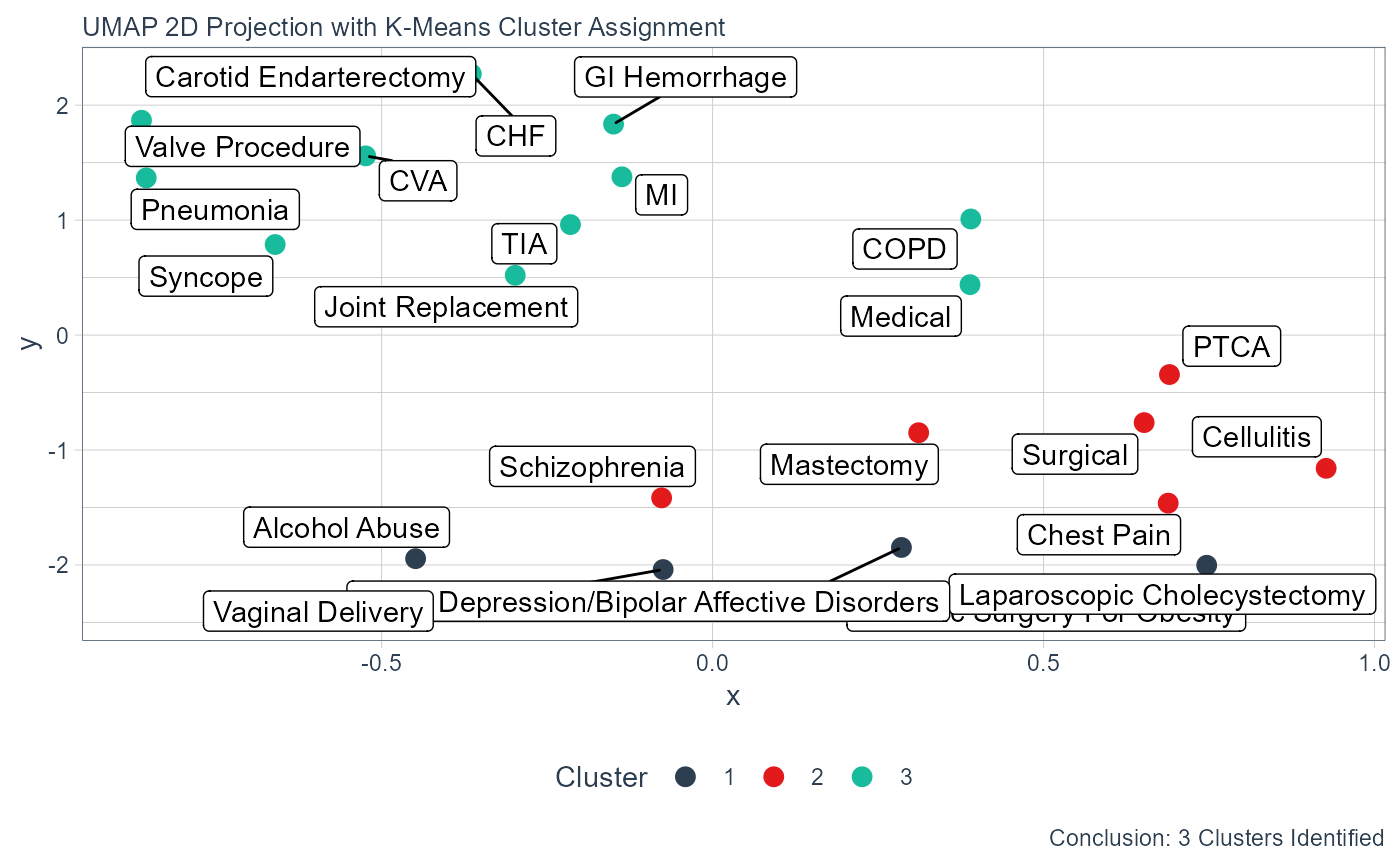 UMAP 2D Projection with K-Means Cluster Assignment
Carotid Endarterectomy
GI Hemorrhage
CHF
Valve Procedure
CVA
MI
Pneumonia
TIA
COPD
Syncope
Joint Replacement
Medical
PTCA
Cellulitis
Surgical
Mastectomy
Schizophrenia
Chest Pain
Alcohol Abuse
Vaginal Delivery
Depression/Bipolar Affective Disorders
Laparoscopic Cholecystectomy
Surgery For Obesity
2
1
0
-1
-2
y
-0.5
0.0
0.5
1.0
x
Cluster 1 2 3
Conclusion: 3 Clusters Identified